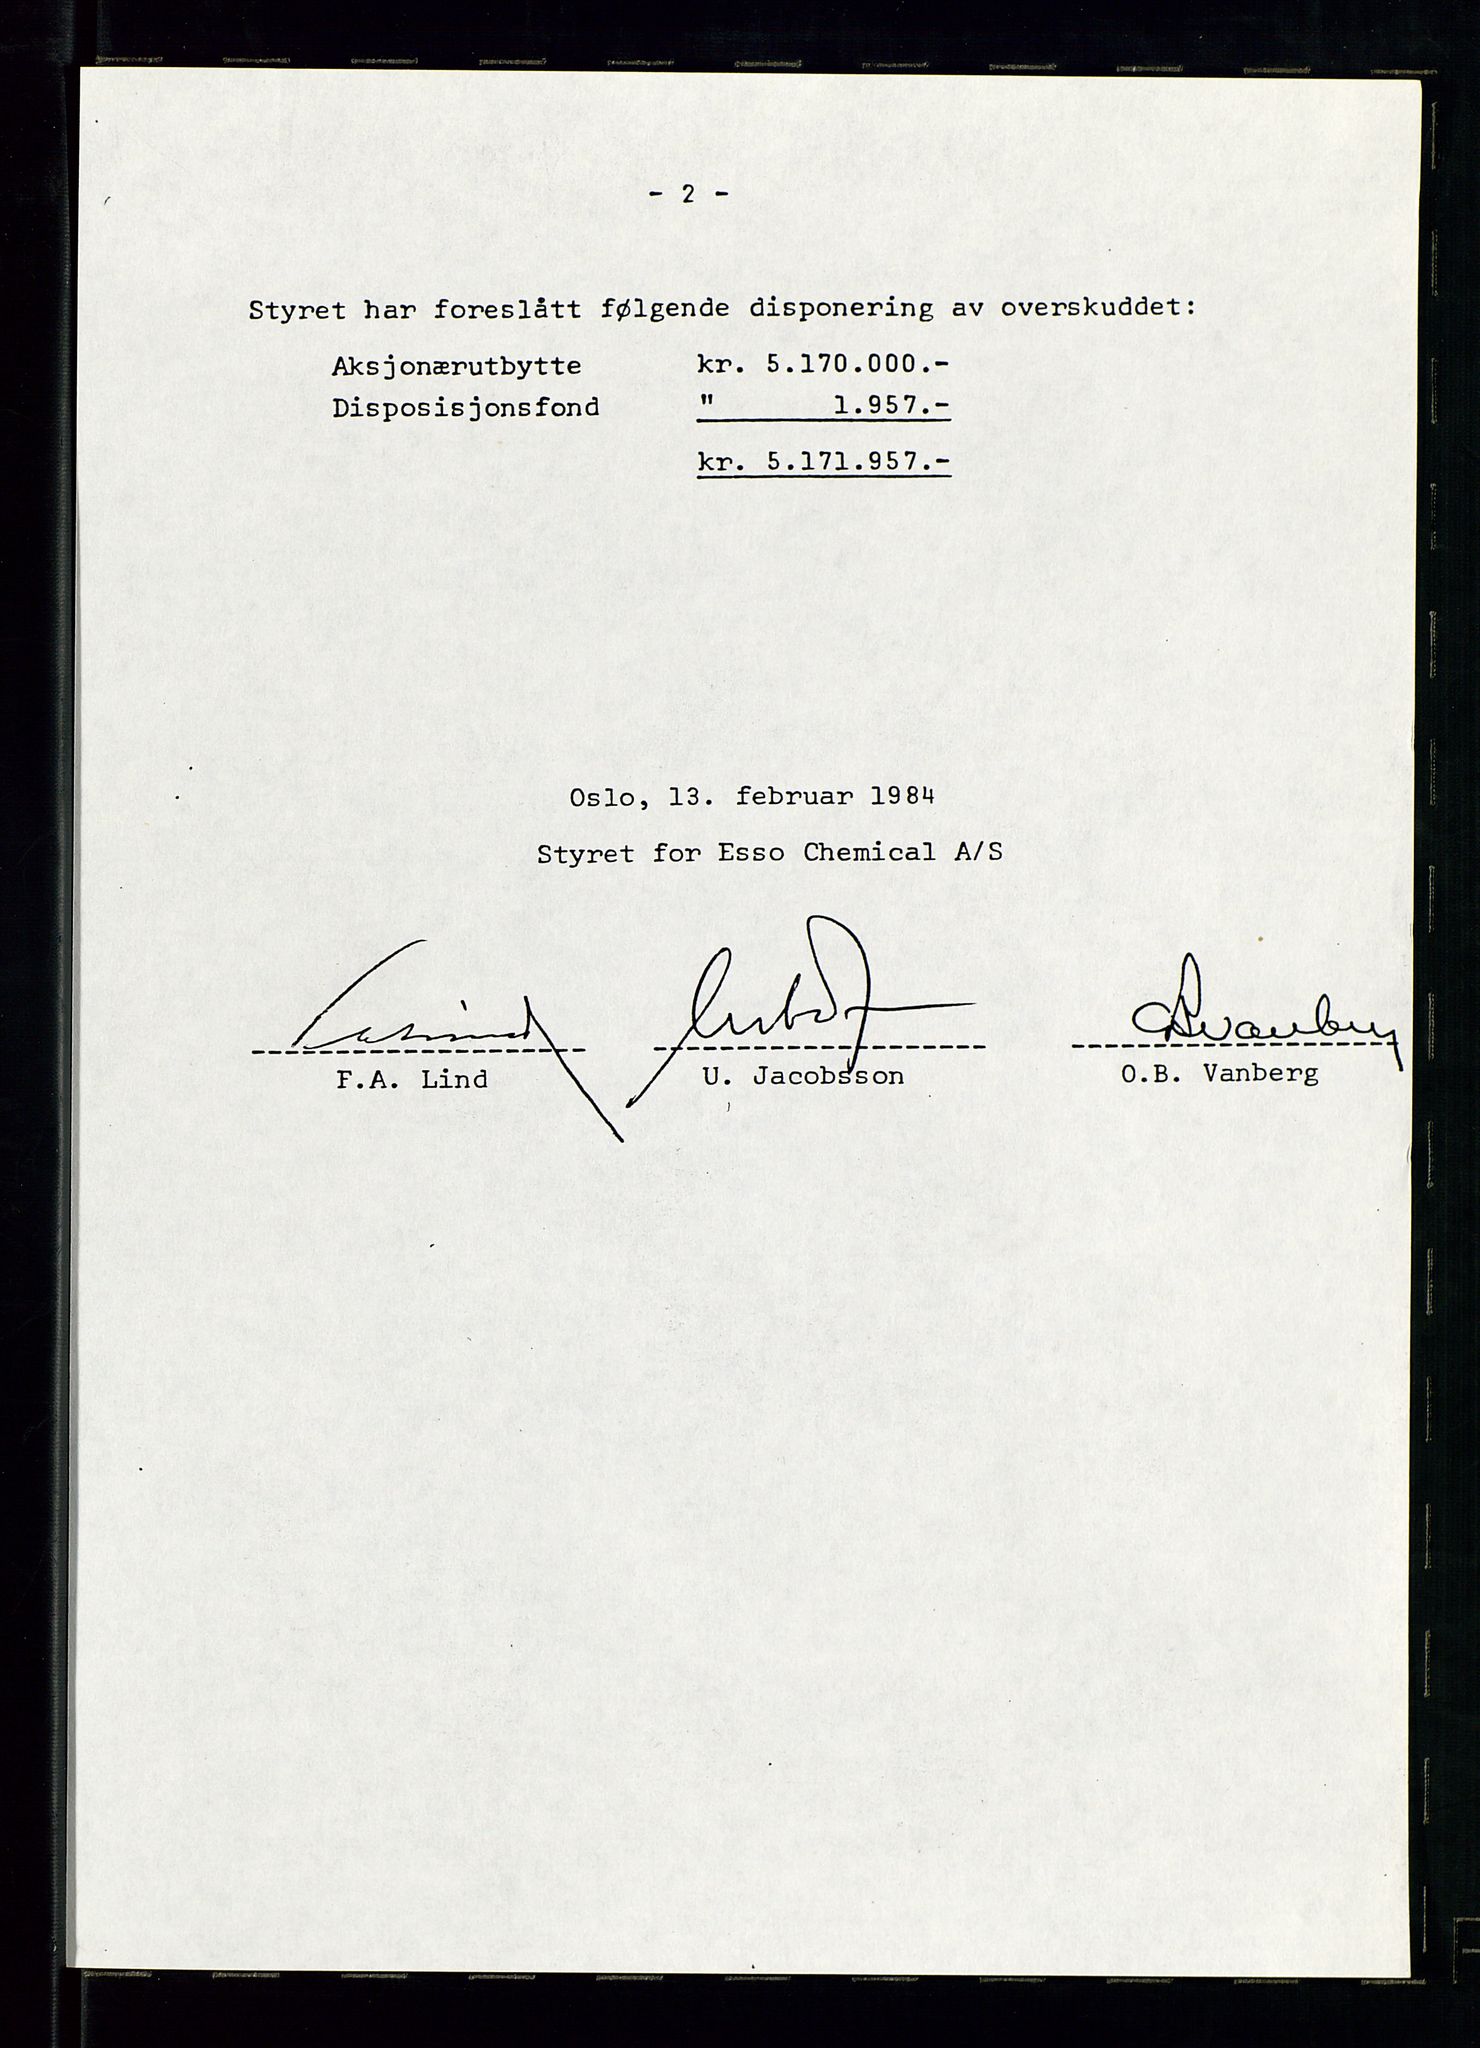 - 2 -
Styret har foreslått følgende disponering av overskuddet:
Aksjonærutbytte kr. 5.170.000.-
Disposisjonsfond " 1.957.-
kr. 5.171.957.-
Oslo, 13. februar 1984
Styret for Esso Chemical A/S
F.A. Lind U. Jacobsson O.B. Vanberg